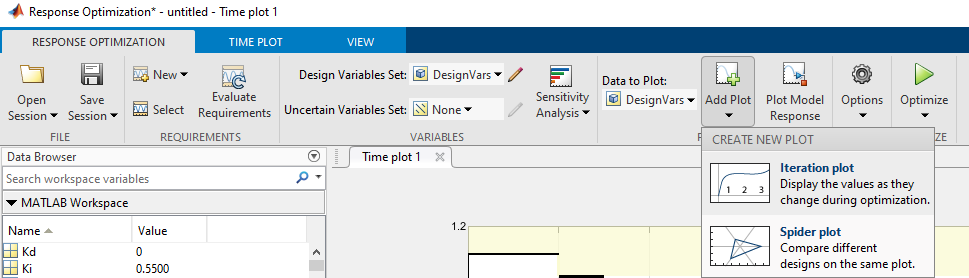 Response Optimization* - untitled - Time plot 1
RESPONSE OPTIMIZATION TIME PLOT VIEW
Open Session
Save Session
FILE
New
Select
Evaluate Requirements
REQUIREMENTS
Design Variables Set: DesignVars
Uncertain Variables Set: None
Sensitivity Analysis
VARIABLES
Data to Plot:
DesignVars
Add Plot
Plot Model Response
Options
Optimize
CREATE NEW PLOT
Iteration plot
Display the values as they
change during optimization.
1 2 3
Spider plot
Compare different
designs on the same plot.
Data Browser
Search workspace variables
MATLAB Workspace
Name Value
Kd 0
Ki 0.5500
Time plot 1
1.2